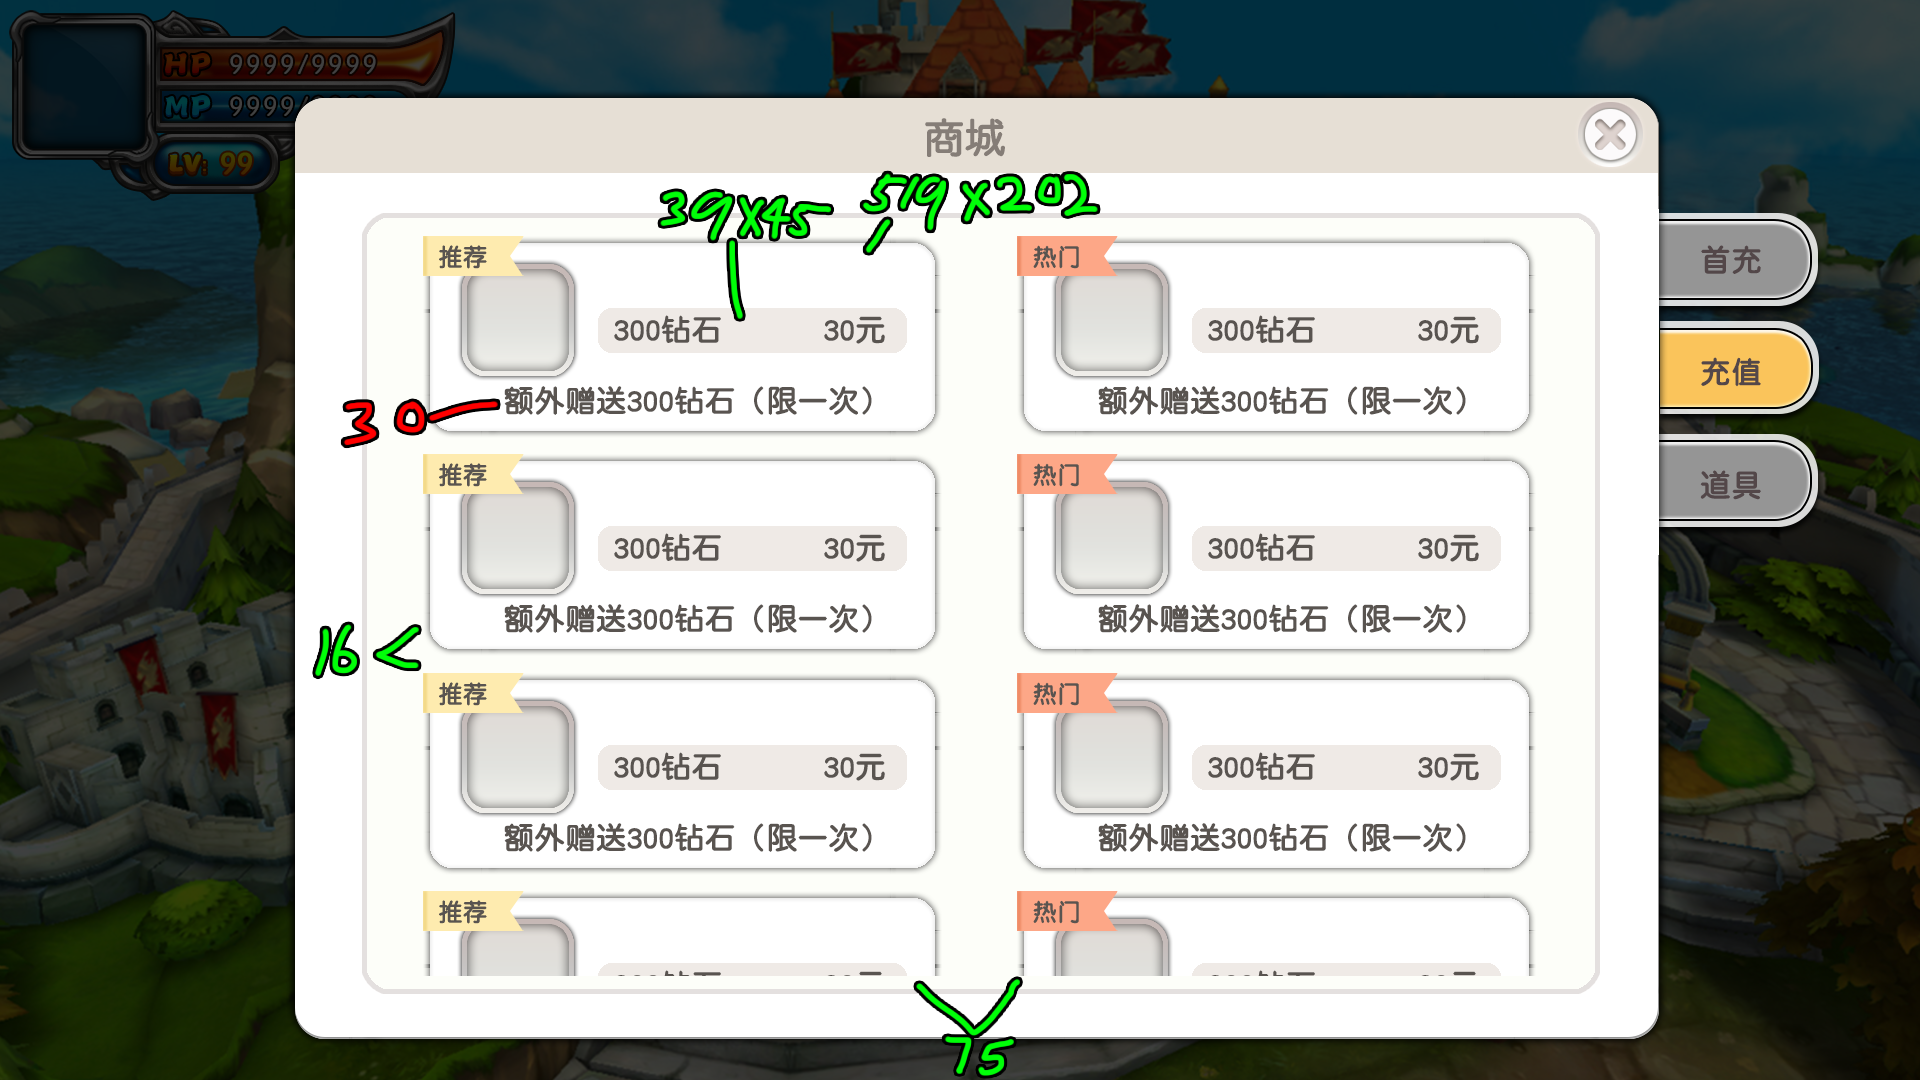 HP 9999/9999
MP 9999/
LV: 99
商城
39X45
519X202
首充
充值
道具
推荐
300钻石 30元
额外赠送300钻石（限一次）
热门
300钻石 30元
额外赠送300钻石（限一次）
30
推荐
300钻石 30元
额外赠送300钻石（限一次）
热门
300钻石 30元
额外赠送300钻石（限一次）
16
推荐
300钻石 30元
额外赠送300钻石（限一次）
热门
300钻石 30元
额外赠送300钻石（限一次）
推荐
热门
75